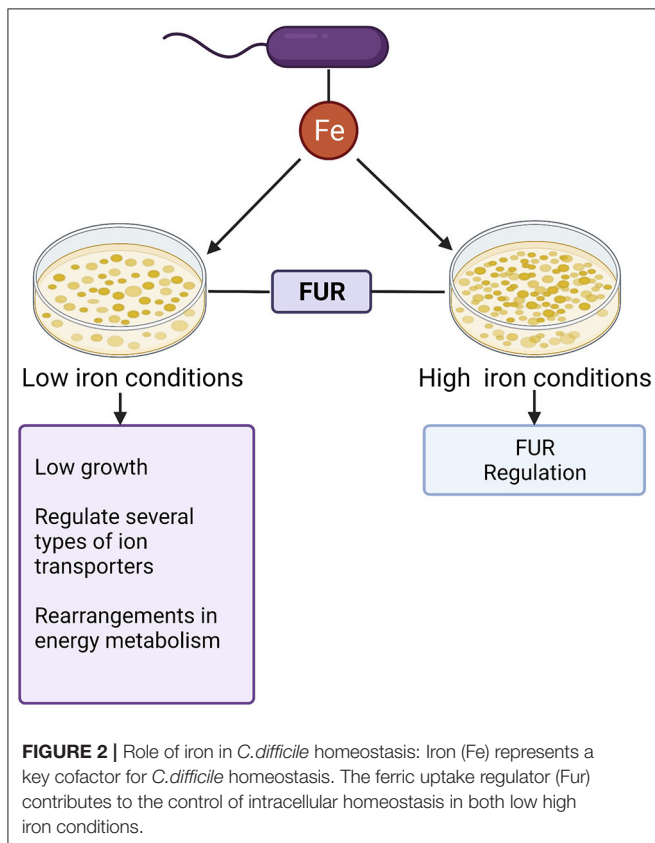 Fe
FUR
Low iron conditions
High iron conditions
Low growth
Regulate several
types of ion
transporters
Rearrangements in
energy metabolism
FUR
Regulation
FIGURE 2 | Role of iron in C.difficile homeostasis: Iron (Fe) represents a
key cofactor for C.difficile homeostasis. The ferric uptake regulator (Fur)
contributes to the control of intracellular homeostasis in both low high
iron conditions.